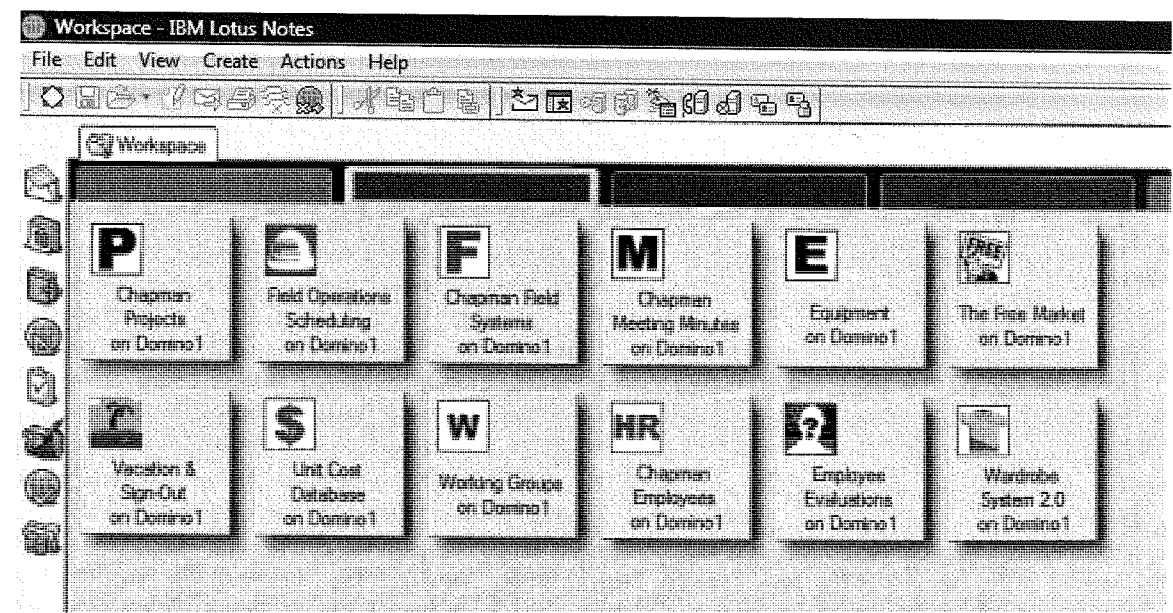 Workspace - IBM Lotus Notes
File Edit View Create Actions Help
Workspace
P
Chapman
Projects
on Domino1
Field Operations
Scheduling
on Domino1
F
Chapman Field
Systems
on Domino1
M
Chapman
Meeting Minutes
on Domino1
E
Equipment
on Domino1
FREE
The Free Market
on Domino1
Vacation &
Sign-Out
on Domino1
$
Unit Cost
Database
on Domino1
W
Working Groups
on Domino1
HR
Chapman
Employees
on Domino1
?
Employee
Evaluations
on Domino1
Wardrobe
System 2.0
on Domino1